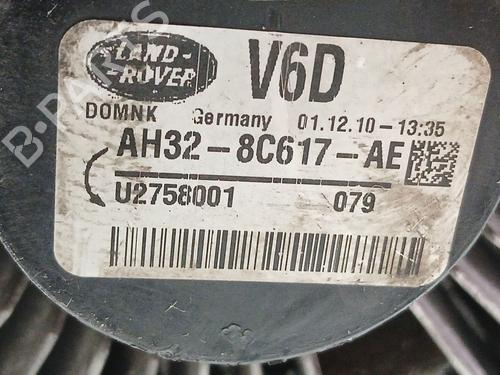 LAND-
ROVER
V6D
DOMNK Germany 01.12.10-13:35
AH32-8C617-AE
U2758001 079
B-PARTS